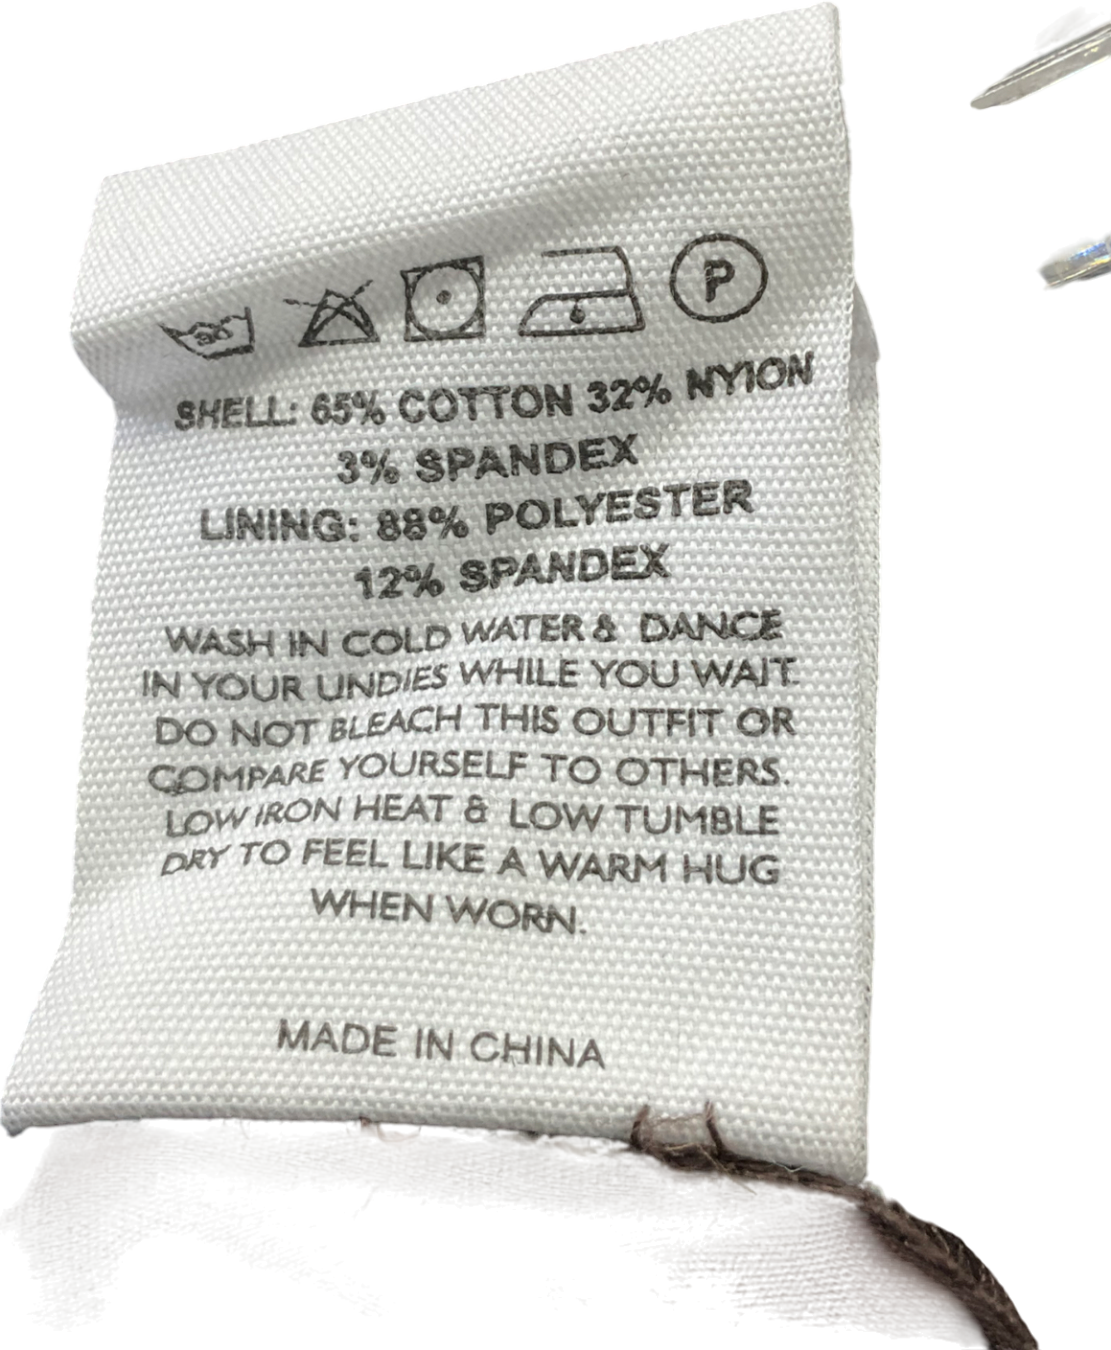 30
P
SHELL: 65% COTTON 32% NYION
3% SPANDEX
LINING: 88% POLYESTER
12% SPANDEX
WASH IN COLD WATER & DANCE
IN YOUR UNDIES WHILE YOU WAIT.
DO NOT BLEACH THIS OUTFIT OR
COMPARE YOURSELF TO OTHERS.
LOW IRON HEAT & LOW TUMBLE
DRY TO FEEL LIKE A WARM HUG
WHEN WORN.
MADE IN CHINA